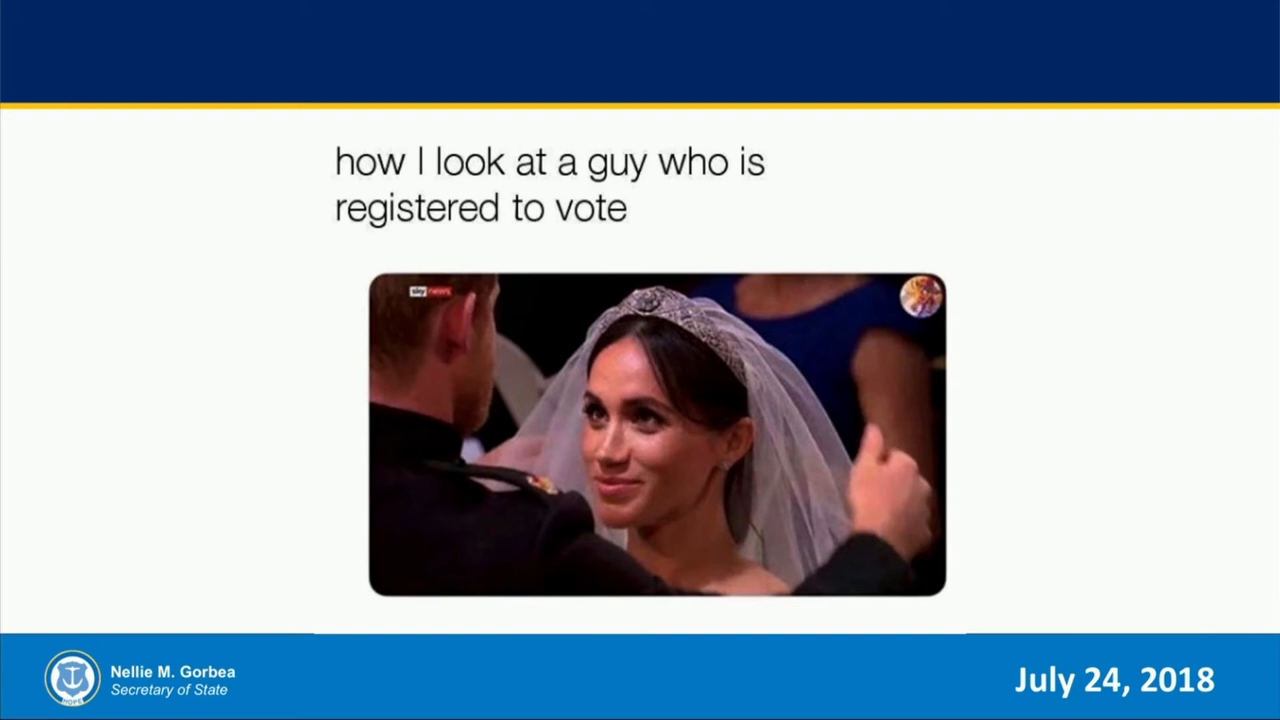 how I look at a guy who is
registered to vote
sky news
Nellie M. Gorbea
Secretary of State
HOPE
July 24, 2018